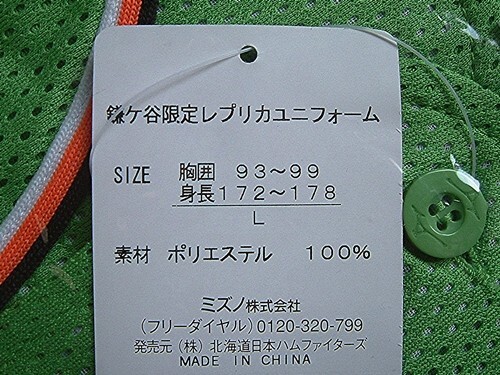 鎌ケ谷限定レプリカユニフォーム
SIZE 胸囲 93~99
身長172~178
L
素材 ポリエステル 100%
ミズノ株式会社
(フリーダイヤル)0120-320-799
発売元(株)北海道日本ハムファイターズ
MADE IN CHINA